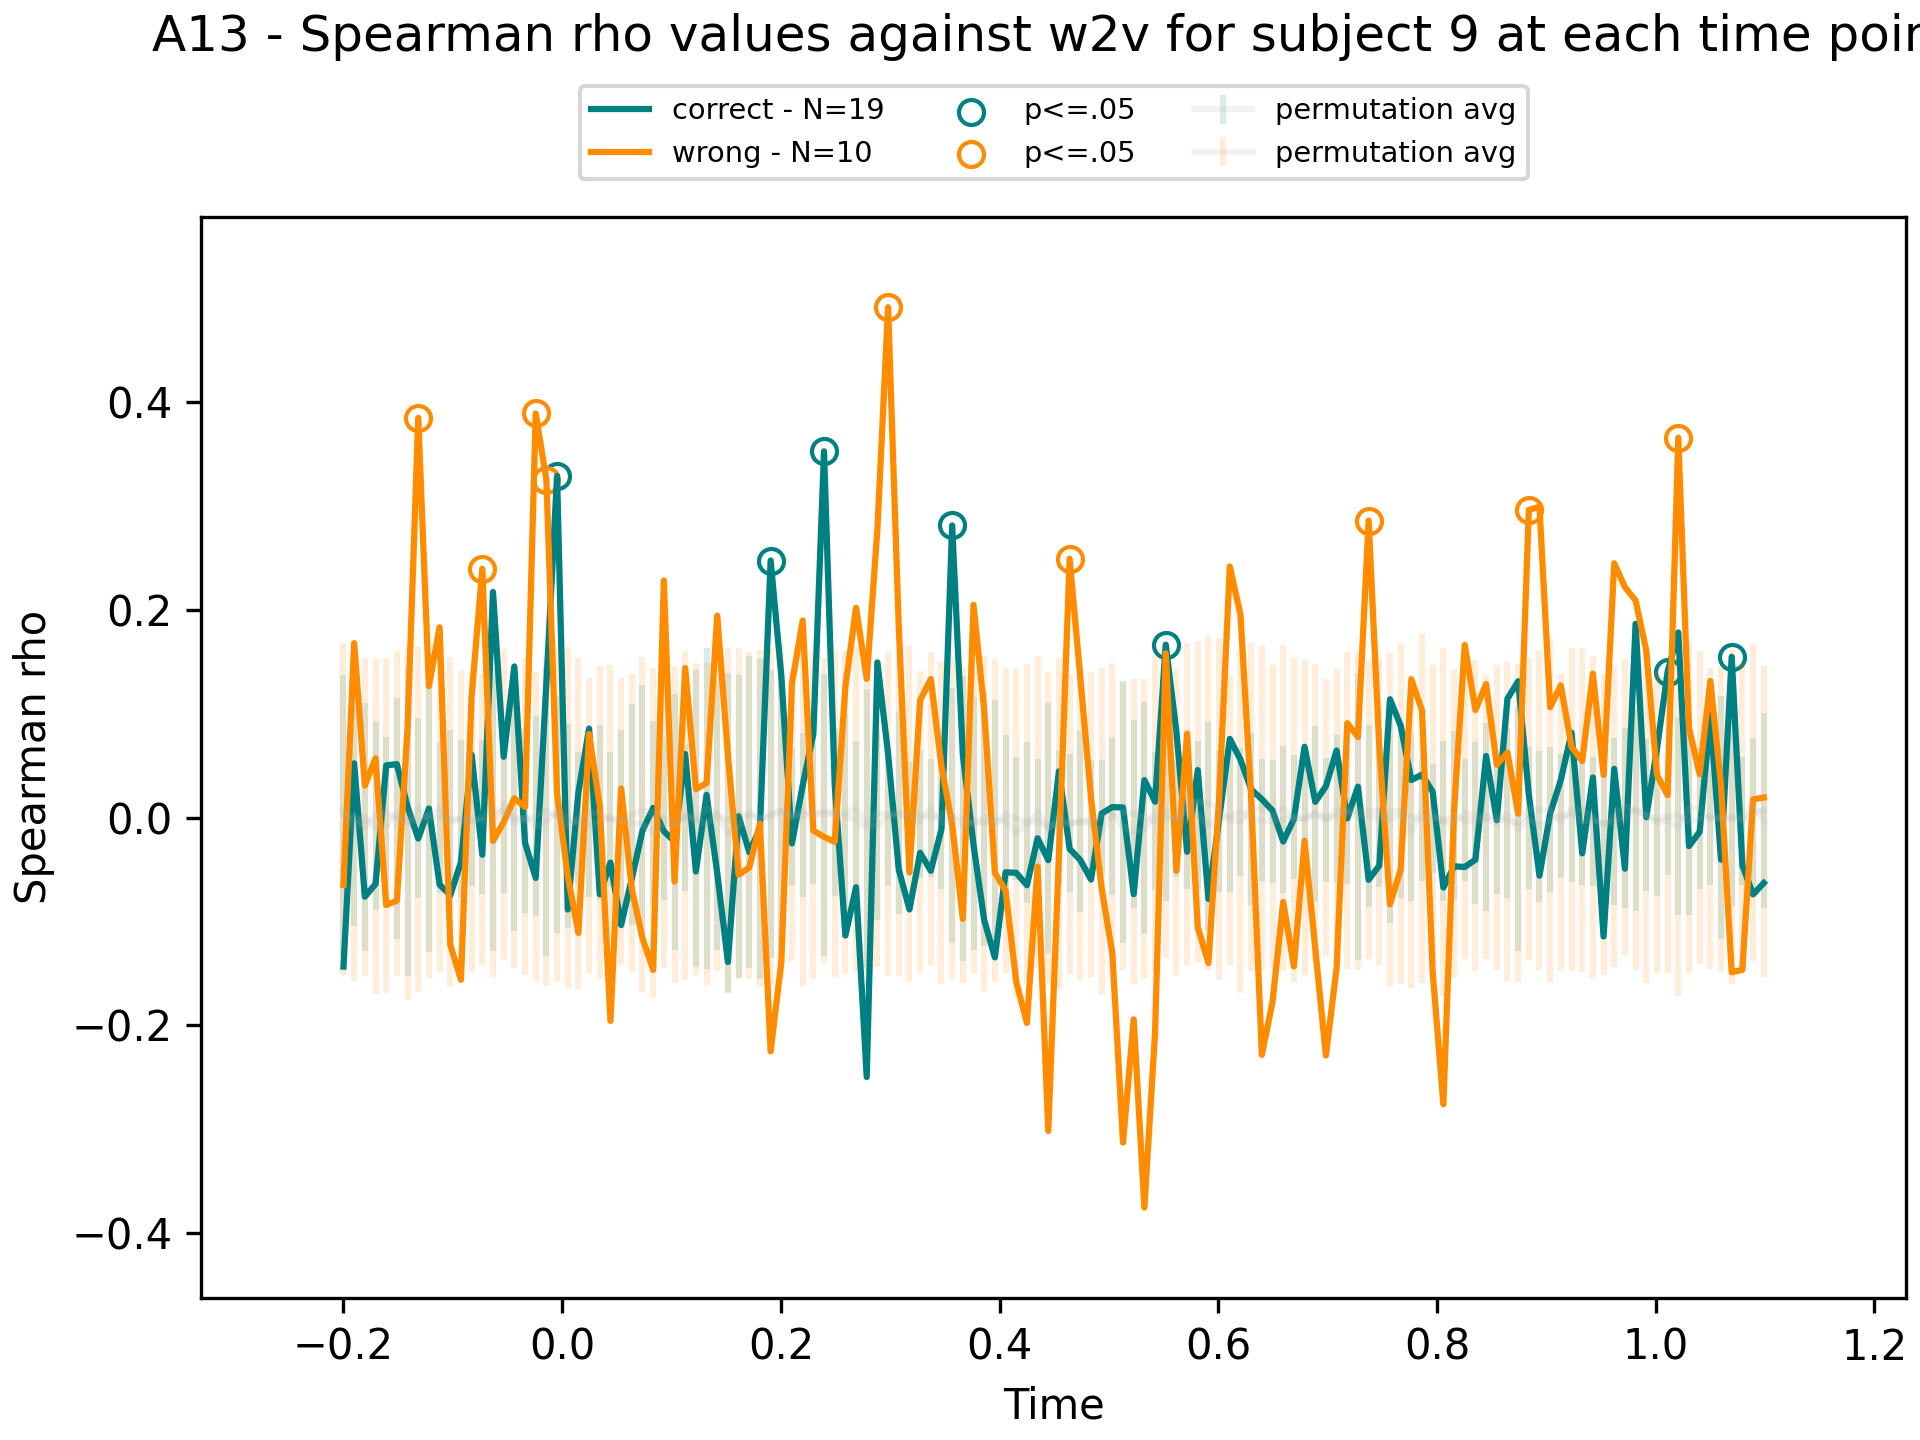 A13 - Spearman rho values against w2v for subject 9 at each time poin
correct - N=19
wrong - N=10
p<=.05
p<=.05
permutation avg
permutation avg
Spearman rho
0.4
0.2
0.0
−0.2
−0.4
−0.2 0.0 0.2 0.4 0.6 0.8 1.0 1.2
Time